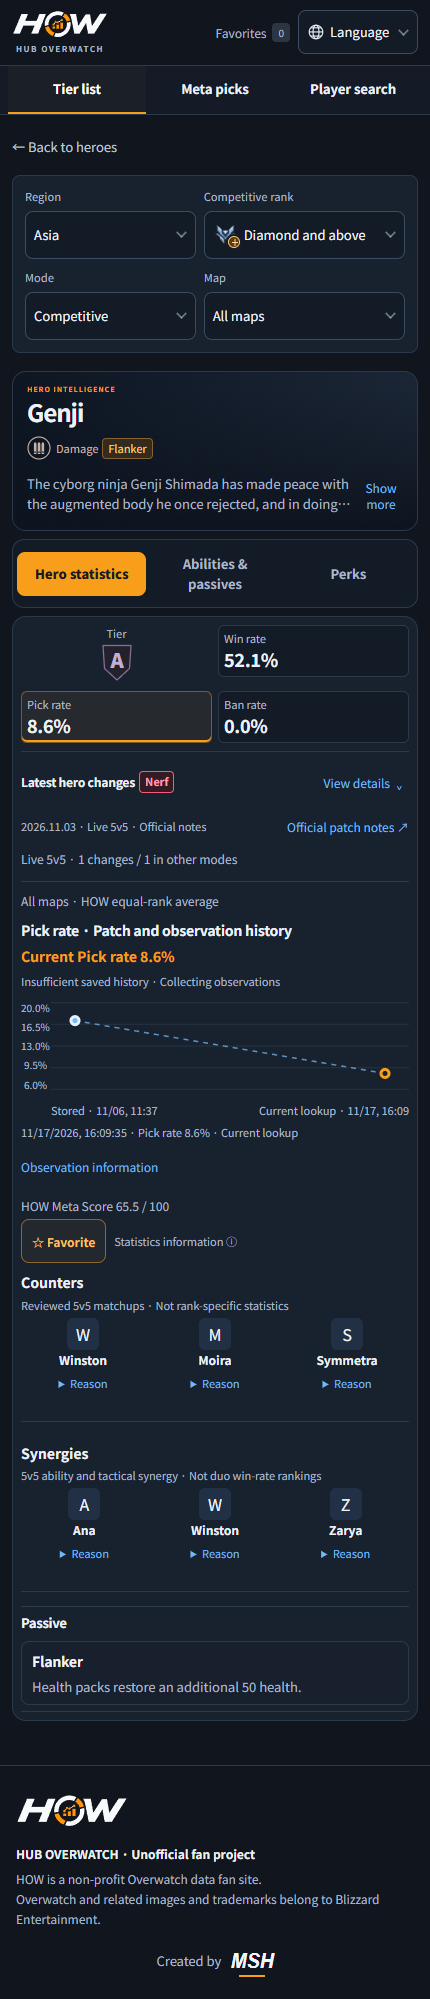 HOW
HUB OVERWATCH
Favorites 0
Language
Tier list
Meta picks
Player search
← Back to heroes
Region
Competitive rank
Asia
Diamond and above
Mode
Map
Competitive
All maps
HERO INTELLIGENCE
Genji
Damage Flanker
The cyborg ninja Genji Shimada has made peace with
the augmented body he once rejected, and in doing…
Show
more
Hero statistics
Abilities &
passives
Perks
Tier
A
Win rate
52.1%
Pick rate
8.6%
Ban rate
0.0%
Latest hero changes Nerf
View details ⌄
2026.11.03 · Live 5v5 · Official notes
Official patch notes ↗
Live 5v5 · 1 changes / 1 in other modes
All maps · HOW equal-rank average
Pick rate · Patch and observation history
Current Pick rate 8.6%
Insufficient saved history · Collecting observations
20.0%
16.5%
13.0%
9.5%
6.0%
Stored · 11/06, 11:37
Current lookup · 11/17, 16:09
11/17/2026, 16:09:35 · Pick rate 8.6% · Current lookup
Observation information
HOW Meta Score 65.5 / 100
☆ Favorite
Statistics information ⓘ
Counters
Reviewed 5v5 matchups · Not rank-specific statistics
W
M
S
Winston
Moira
Symmetra
▶ Reason
▶ Reason
▶ Reason
Synergies
5v5 ability and tactical synergy · Not duo win-rate rankings
A
W
Z
Ana
Winston
Zarya
▶ Reason
▶ Reason
▶ Reason
Passive
Flanker
Health packs restore an additional 50 health.
HOW
HUB OVERWATCH · Unofficial fan project
HOW is a non-profit Overwatch data fan site.
Overwatch and related images and trademarks belong to Blizzard
Entertainment.
Created by MSH